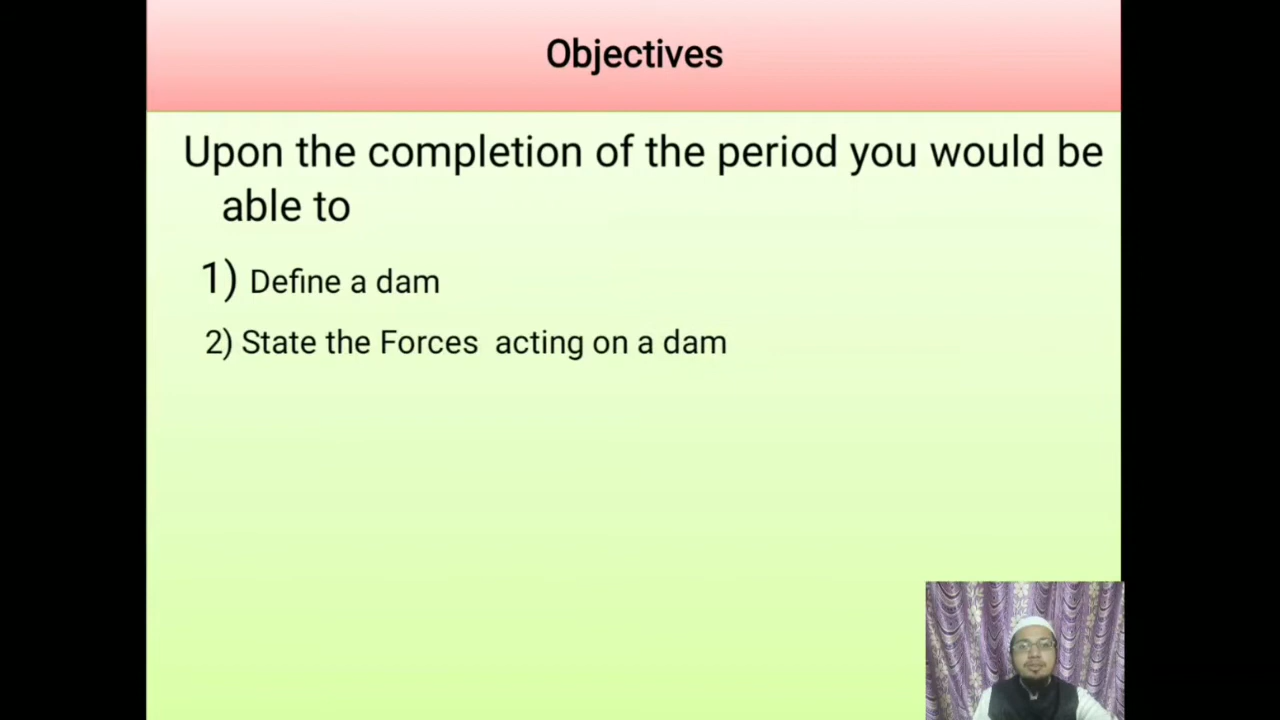 Objectives
Upon the completion of the period you would be
able to
1) Define a dam
2) State the Forces acting on a dam